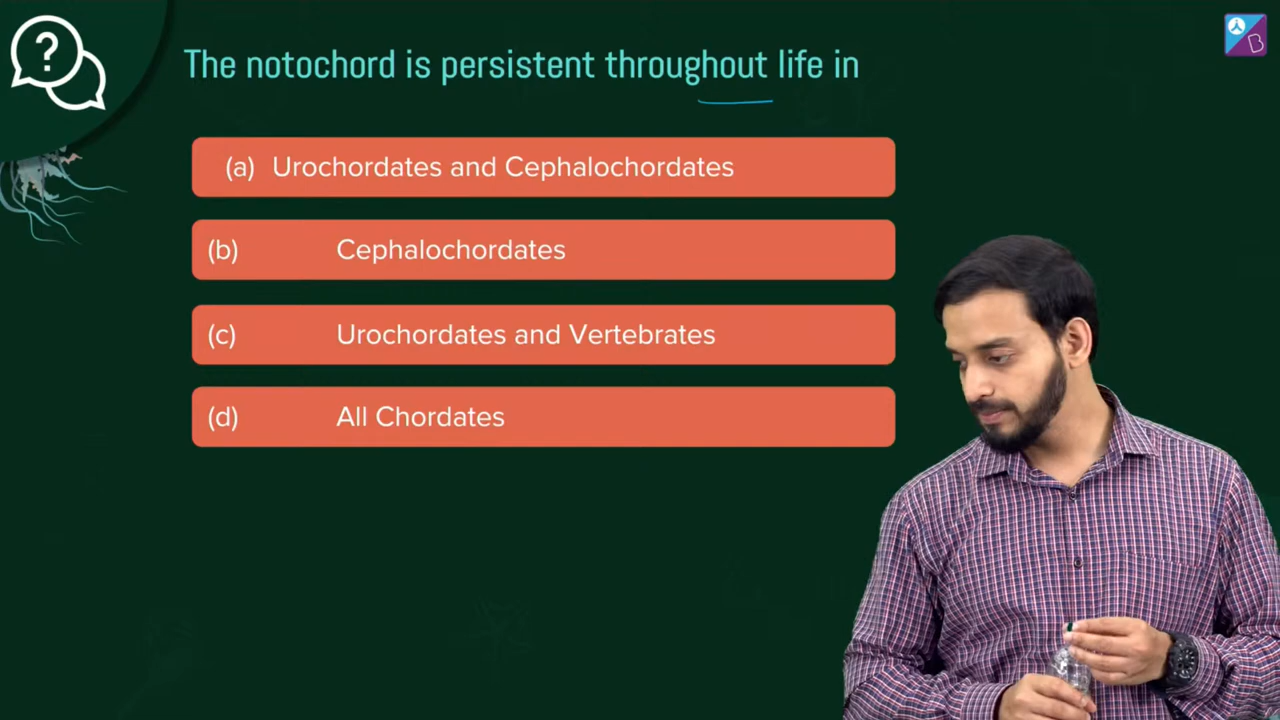 ?
The notochord is persistent throughout life in
(a) Urochordates and Cephalochordates
(b) Cephalochordates
(c) Urochordates and Vertebrates
(d) All Chordates
B